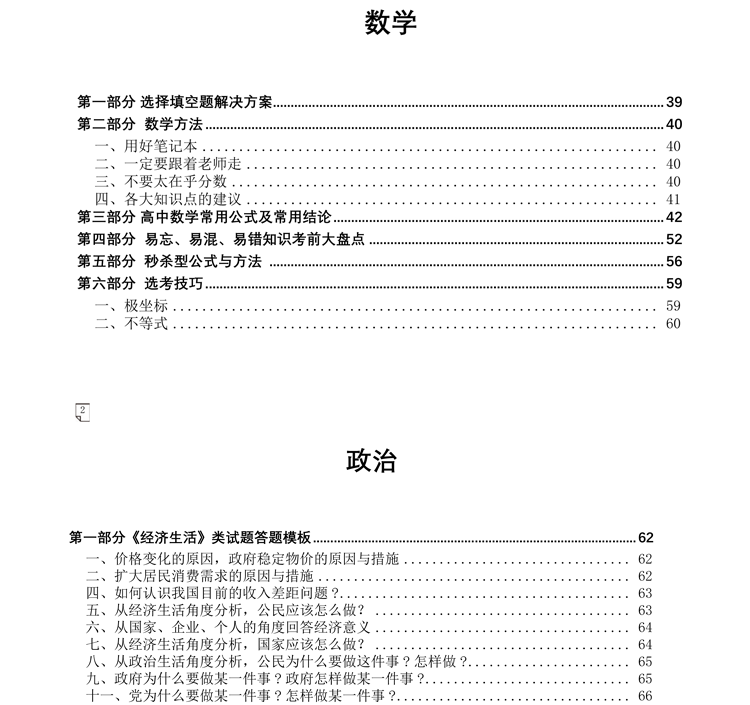 数学
第一部分 选择填空题解决方案........................39
第二部分 数学方法........................40
一、用好笔记本........................40
二、一定要跟着老师走........................40
三、不要太在乎分数........................40
四、各大知识点的建议........................41
第三部分 高中数学常用公式及常用结论........................42
第四部分 易忘、易混、易错知识考前大盘点........................52
第五部分 秒杀型公式与方法........................56
第六部分 选考技巧........................59
一、极坐标........................59
二、不等式........................60
2
政治
第一部分《经济生活》类试题答题模板........................62
一、价格变化的原因，政府稳定物价的原因与措施........................62
二、扩大居民消费需求的原因与措施........................62
四、如何认识我国目前的收入差距问题？........................63
五、从经济生活角度分析，公民应该怎么做？........................63
六、从国家、企业、个人的角度回答经济意义........................64
七、从经济生活角度分析，国家应该怎么做？........................64
八、从政治生活角度分析，公民为什么要做这件事？怎样做？........................65
九、政府为什么要做某一件事？政府怎样做某一件事？........................65
十一、党为什么要做某一件事？怎样做某一件事？........................66